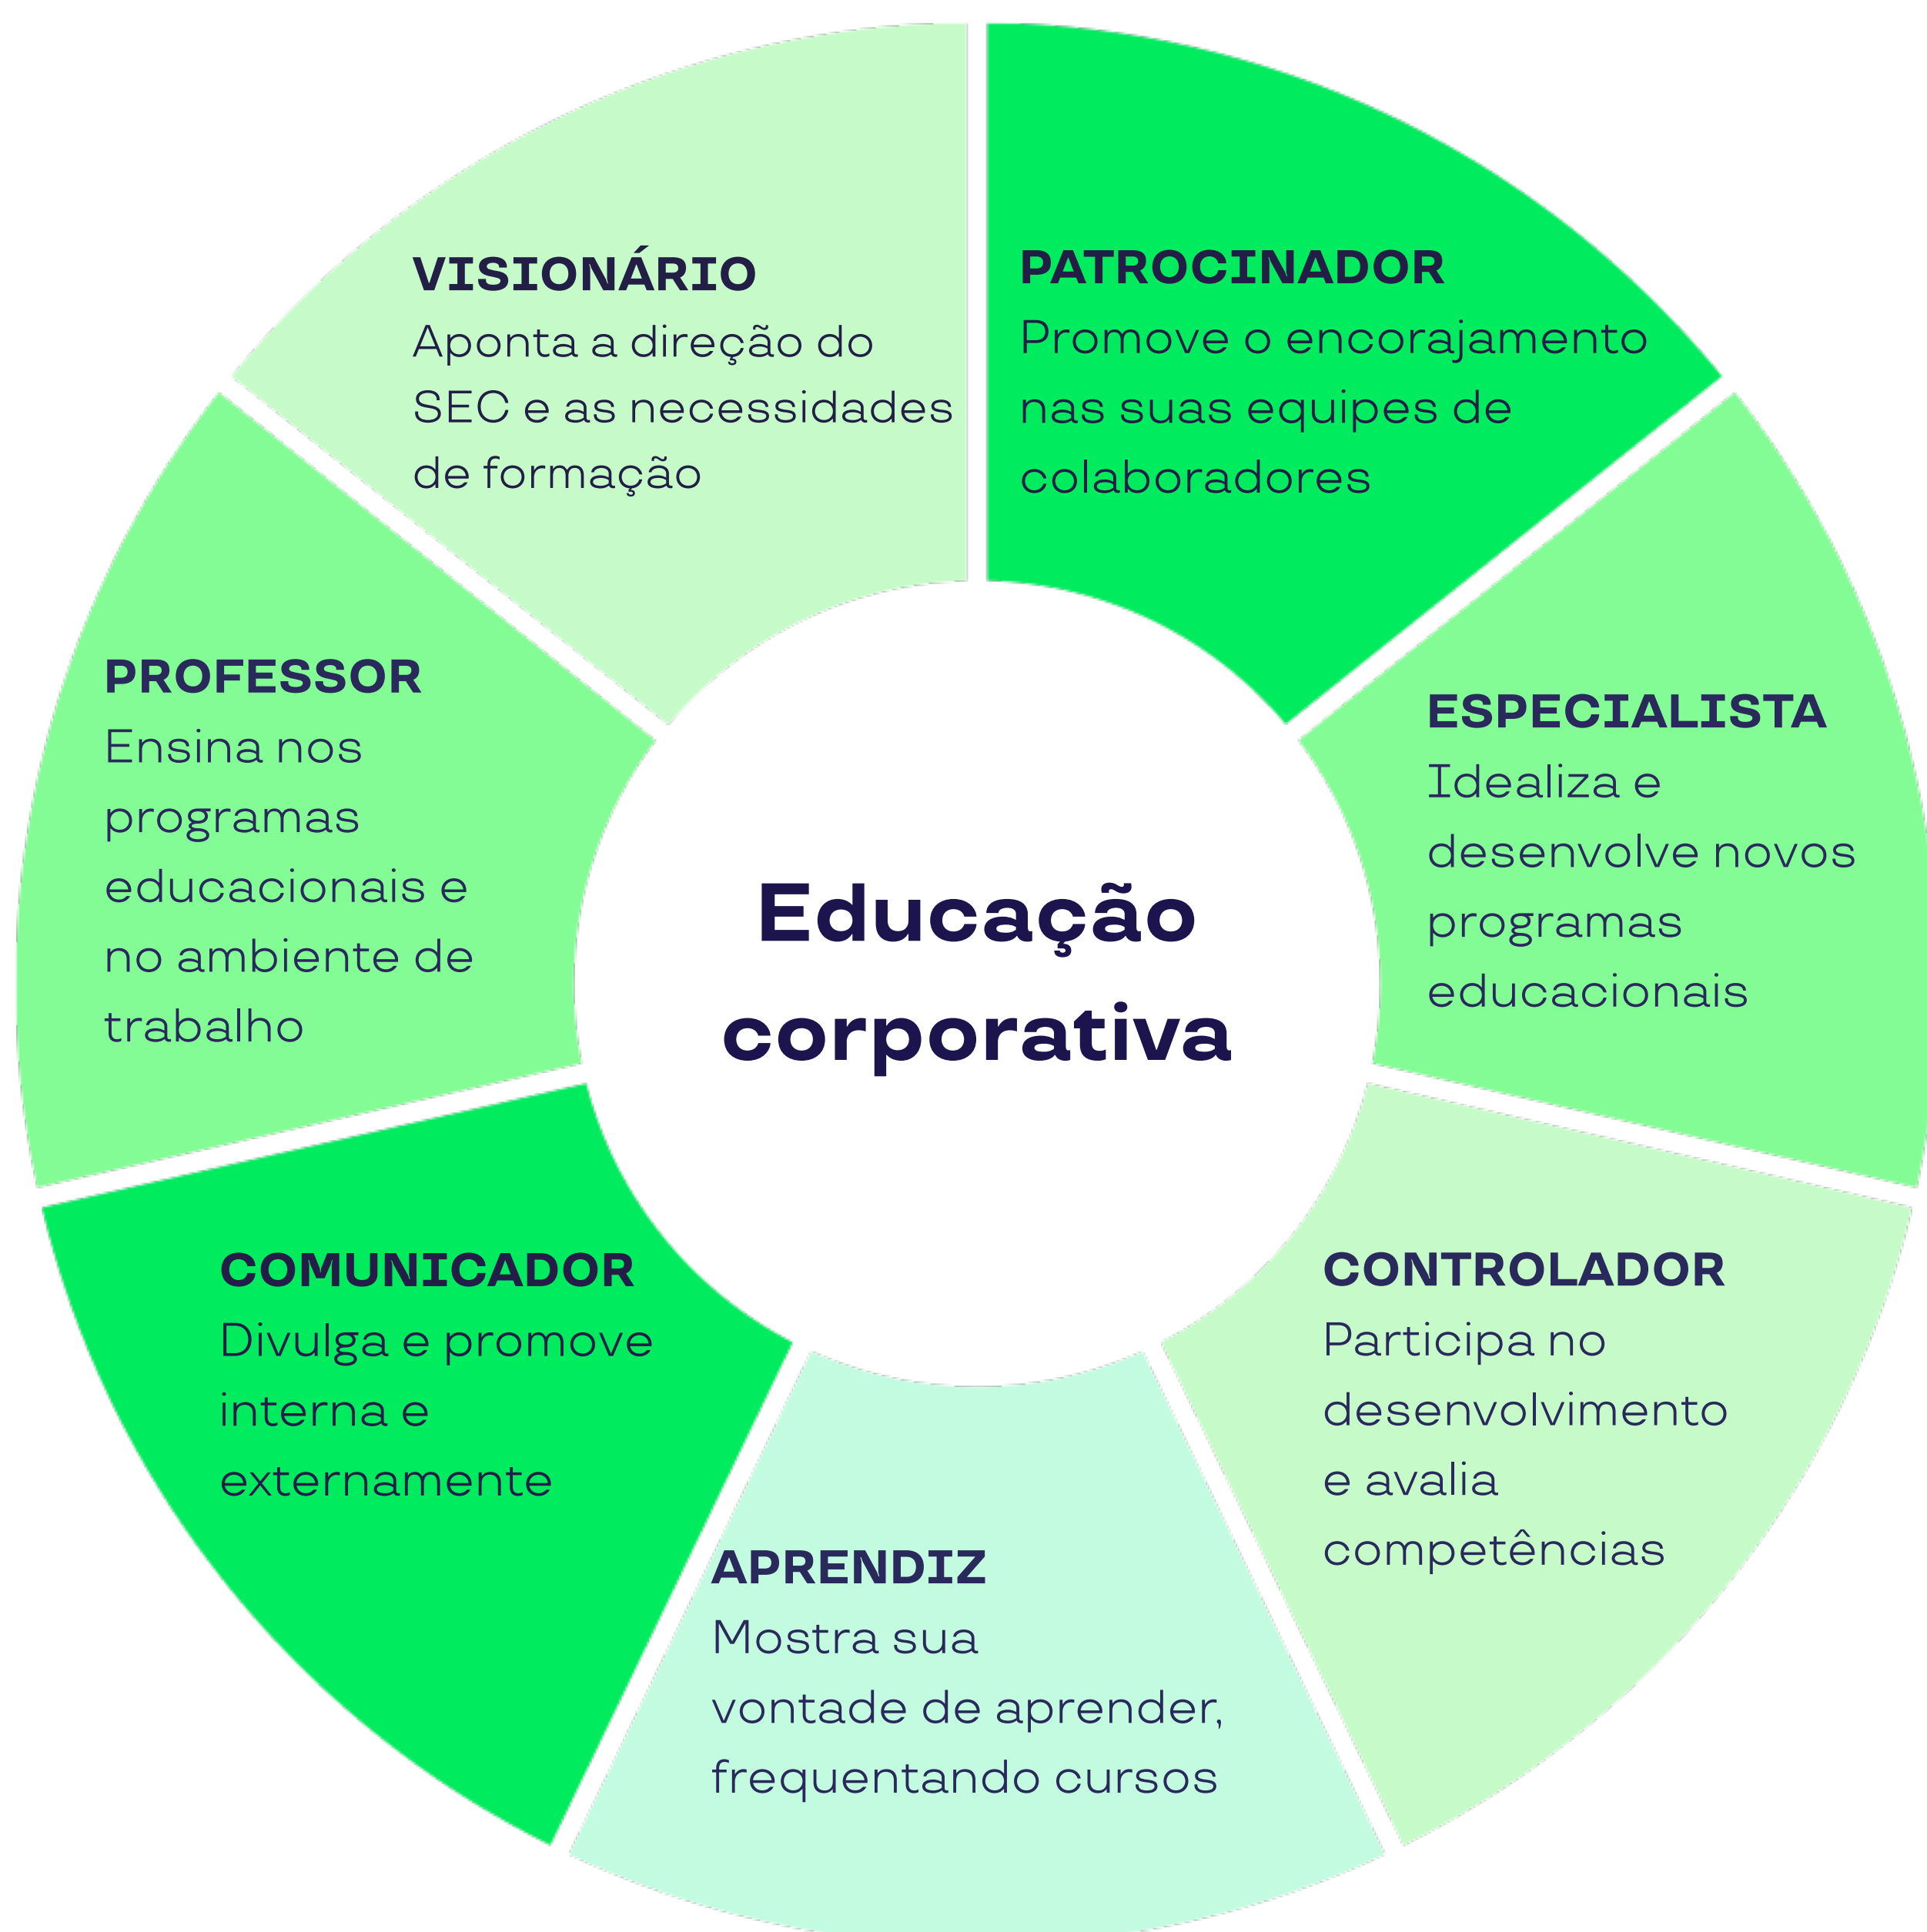 VISIONÁRIO
Aponta a direção do
SEC e as necessidades
de formação
PATROCINADOR
Promove o encorajamento
nas suas equipes de
colaboradores
ESPECIALISTA
Idealiza e
desenvolve novos
programas
educacionais
CONTROLADOR
Participa no
desenvolvimento
e avalia
competências
APRENDIZ
Mostra sua
vontade de aprender,
frequentando cursos
COMUNICADOR
Divulga e promove
interna e
externamente
PROFESSOR
Ensina nos
programas
educacionais e
no ambiente de
trabalho
Educação
corporativa